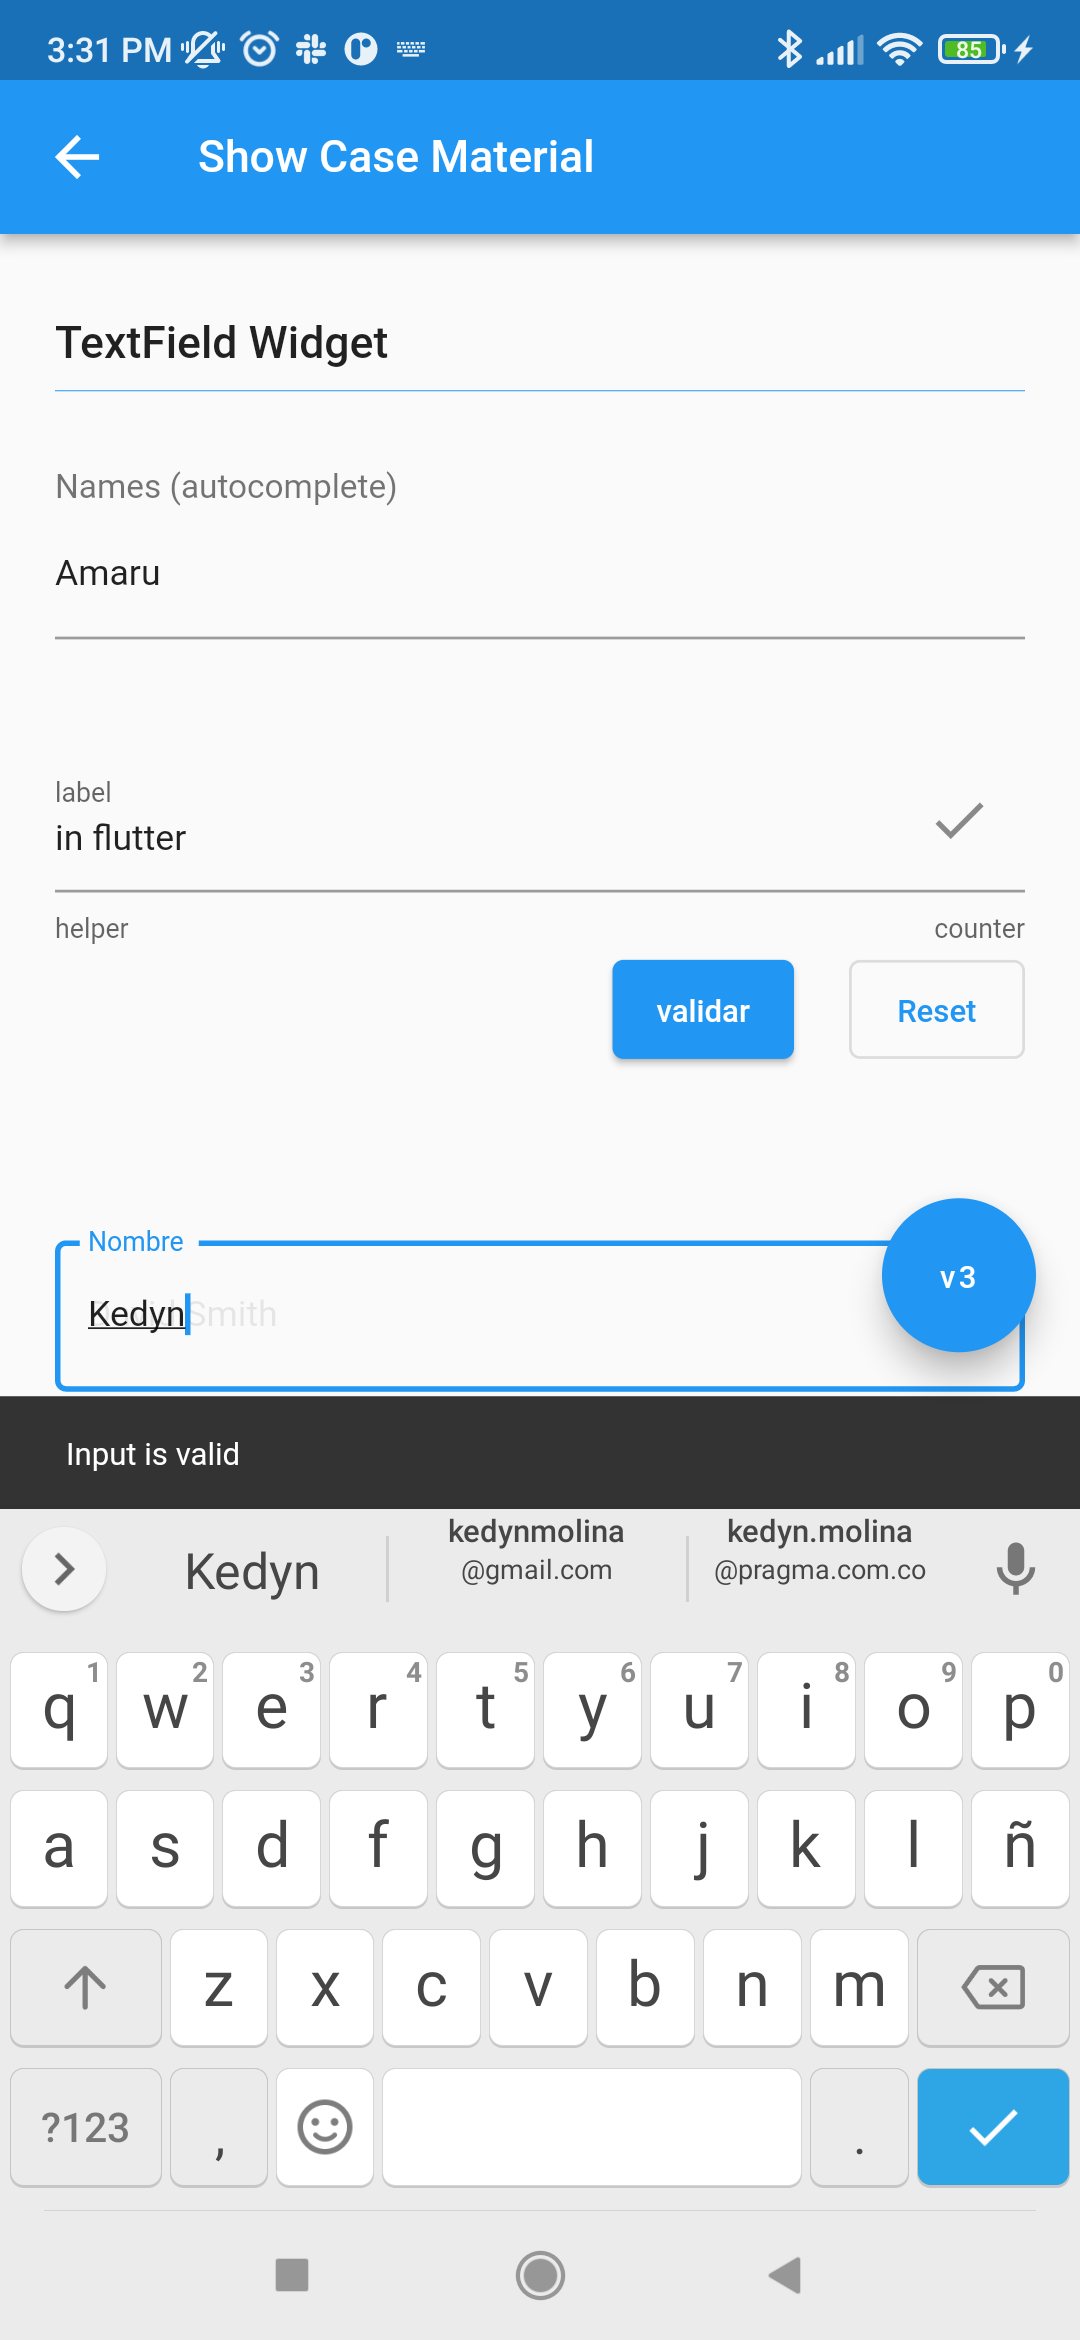 3:31 PM
85
Show Case Material
TextField Widget
Names (autocomplete)
Amaru
label
in flutter
helper counter
validar Reset
Nombre
v3
Kedyn Smith
Input is valid
Kedyn kedynmolina kedyn.molina
@gmail.com @pragma.com.co
1 2 3 4 5 6 7 8 9 0
q w e r t y u i o p
a s d f g h j k l ñ
z x c v b n m
?123 , .